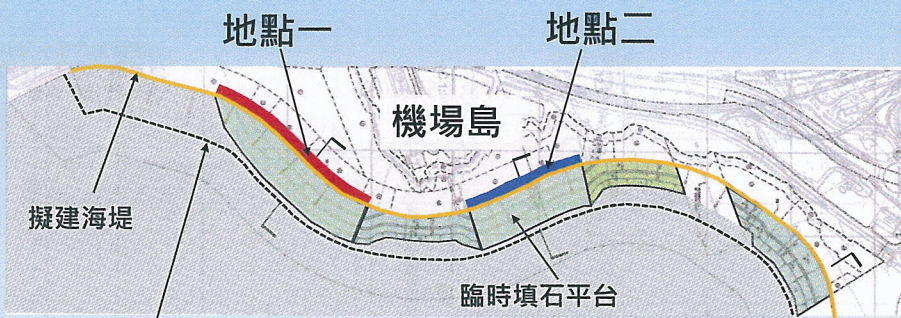 地點一
地點二
機場島
擬建海堤
臨時填石平台